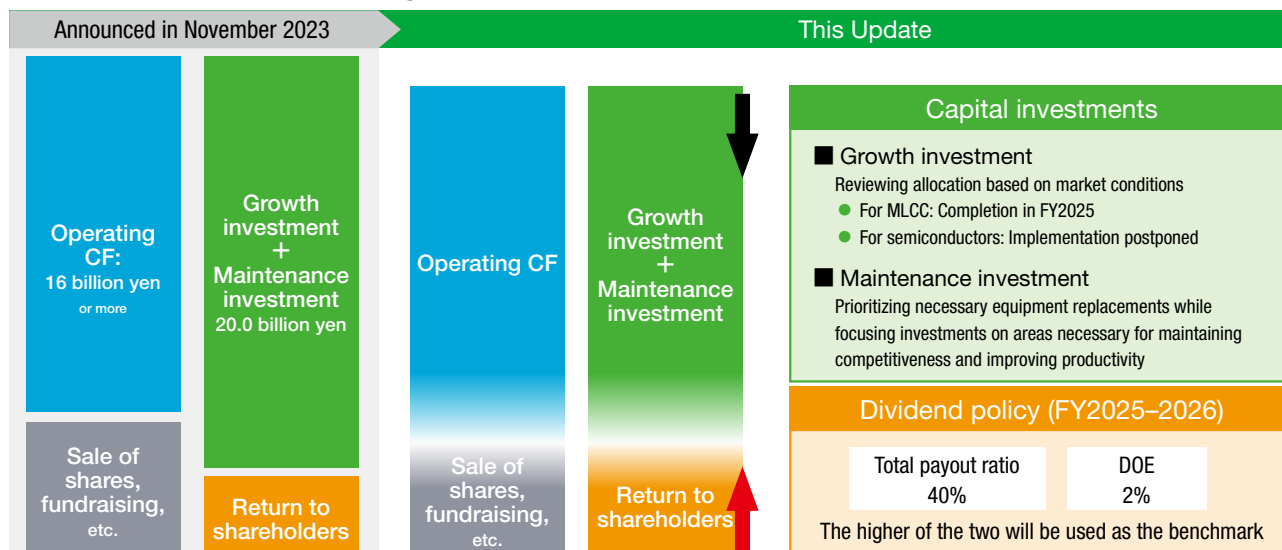 Announced in November 2023
This Update
Operating
CF:
16 billion yen
or more
Sale of
shares,
fundraising,
etc.
Growth
investment
+
Maintenance
investment
20.0 billion yen
Return to
shareholders
Operating CF
Sale of
shares,
fundraising,
etc.
Growth
investment
+
Maintenance
investment
Return to
shareholders
Capital investments
■ Growth investment
Reviewing allocation based on market conditions
● For MLCC: Completion in FY2025
● For semiconductors: Implementation postponed
■ Maintenance investment
Prioritizing necessary equipment replacements while
focusing investments on areas necessary for maintaining
competitiveness and improving productivity
Dividend policy (FY2025–2026)
Total payout ratio
40%
DOE
2%
The higher of the two will be used as the benchmark